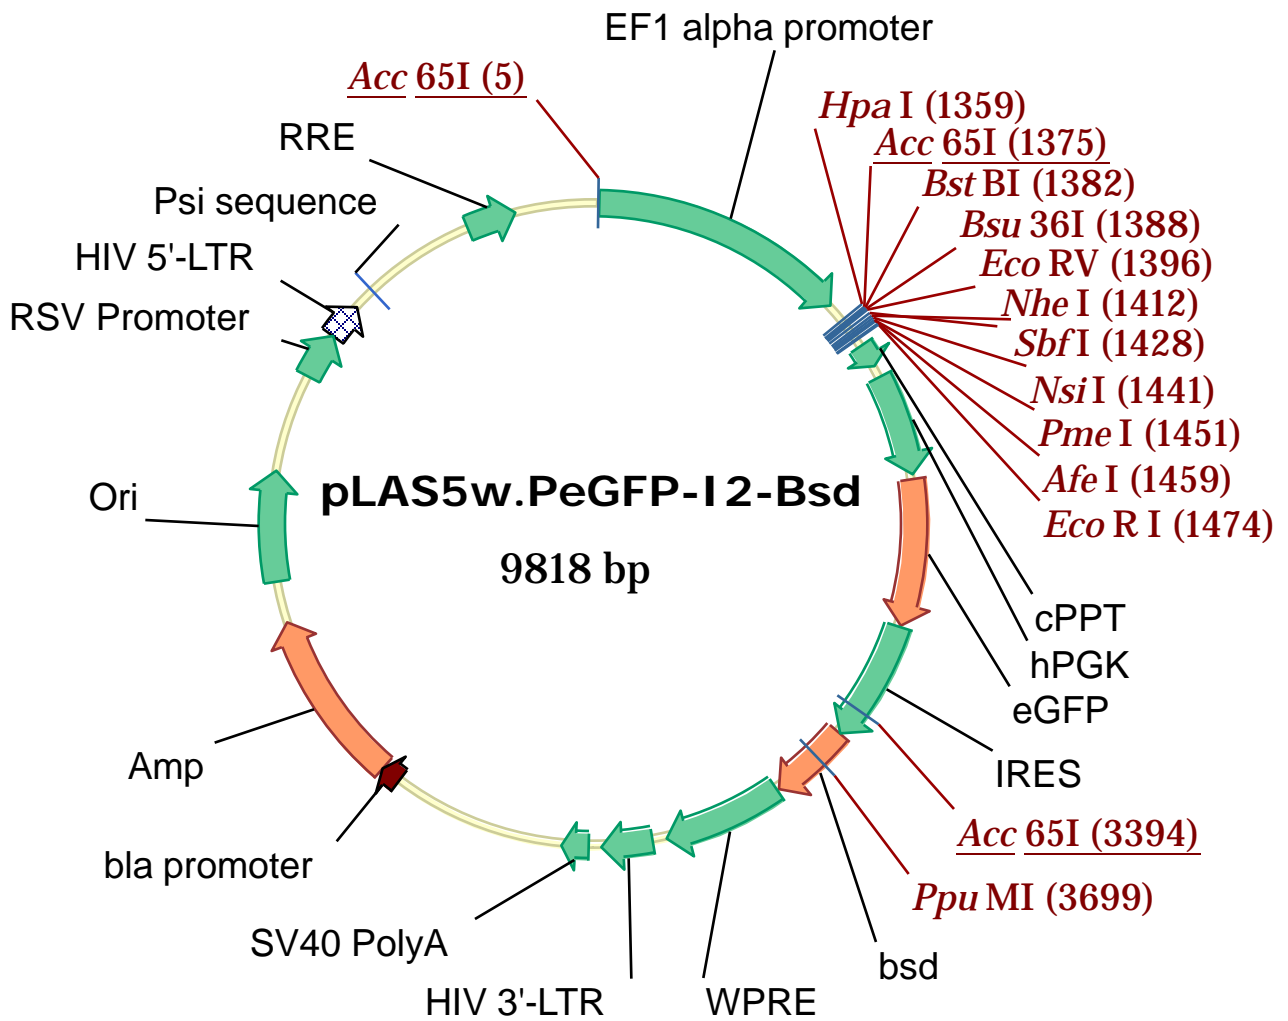 EF1 alpha promoter
Acc 65I (5)
Hpa I (1359)
RRE
Acc 65I (1375)
Bst BI (1382)
Psi sequence
Bsu 36I (1388)
HIV 5'-LTR
Eco RV (1396)
RSV Promoter
Nhe I (1412)
Sbf I (1428)
Nsi I (1441)
Pme I (1451)
Afe I (1459)
Eco R I (1474)
Ori
pLAS5w.PeGFP-I2-Bsd
9818 bp
cPPT
hPGK
eGFP
Amp
IRES
Acc 65I (3394)
bla promoter
Ppu MI (3699)
SV40 PolyA
bsd
HIV 3'-LTR
WPRE